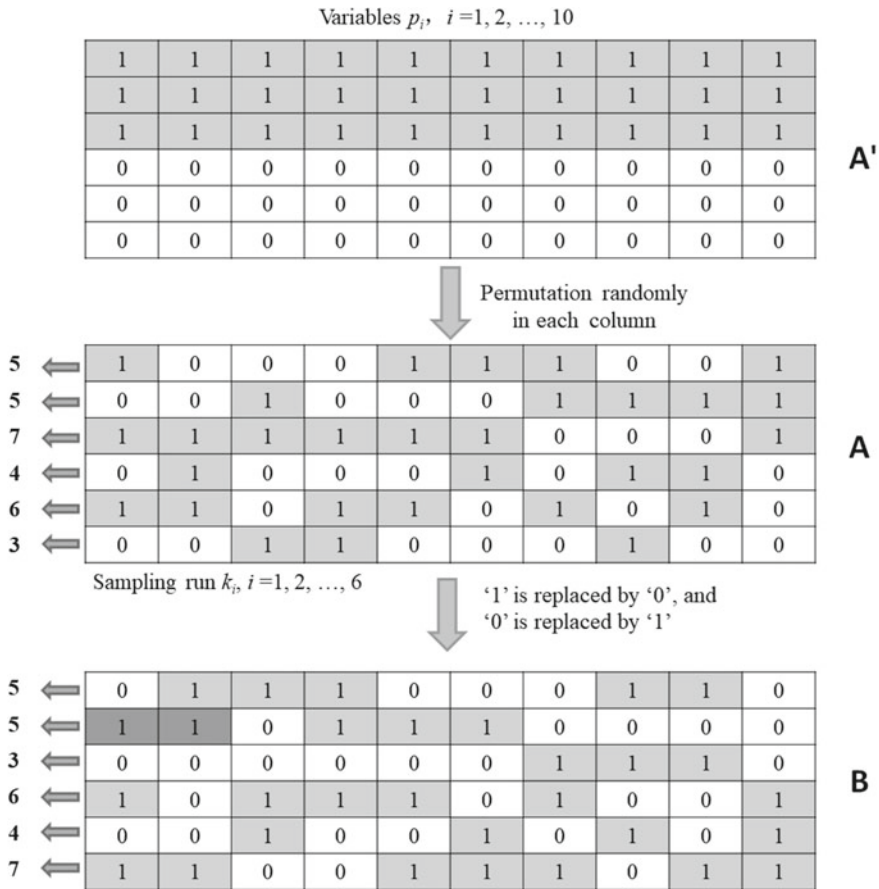 Variables pᵢ, i =1, 2, …, 10
1 1 1 1 1 1 1 1 1 1
1 1 1 1 1 1 1 1 1 1
1 1 1 1 1 1 1 1 1 1
0 0 0 0 0 0 0 0 0 0
A'
0 0 0 0 0 0 0 0 0 0
0 0 0 0 0 0 0 0 0 0
Permutation randomly
in each column
5 1 0 0 0 1 1 1 0 0 1
5 0 0 1 0 0 0 1 1 1 1
7 1 1 1 1 1 1 0 0 0 1
A
4 0 1 0 0 0 1 0 1 1 0
6 1 1 0 1 1 0 1 0 1 0
3 0 0 1 1 0 0 0 1 0 0
Sampling run kᵢ, i =1, 2, …, 6
‘1’ is replaced by ‘0’, and
‘0’ is replaced by ‘1’
5 0 1 1 1 0 0 0 1 1 0
5 1 1 0 1 1 1 0 0 0 0
3 0 0 0 0 0 0 1 1 1 0
6 1 0 1 1 1 0 1 0 0 1
B
4 0 0 1 0 0 1 0 1 0 1
7 1 1 0 0 1 1 1 0 1 1